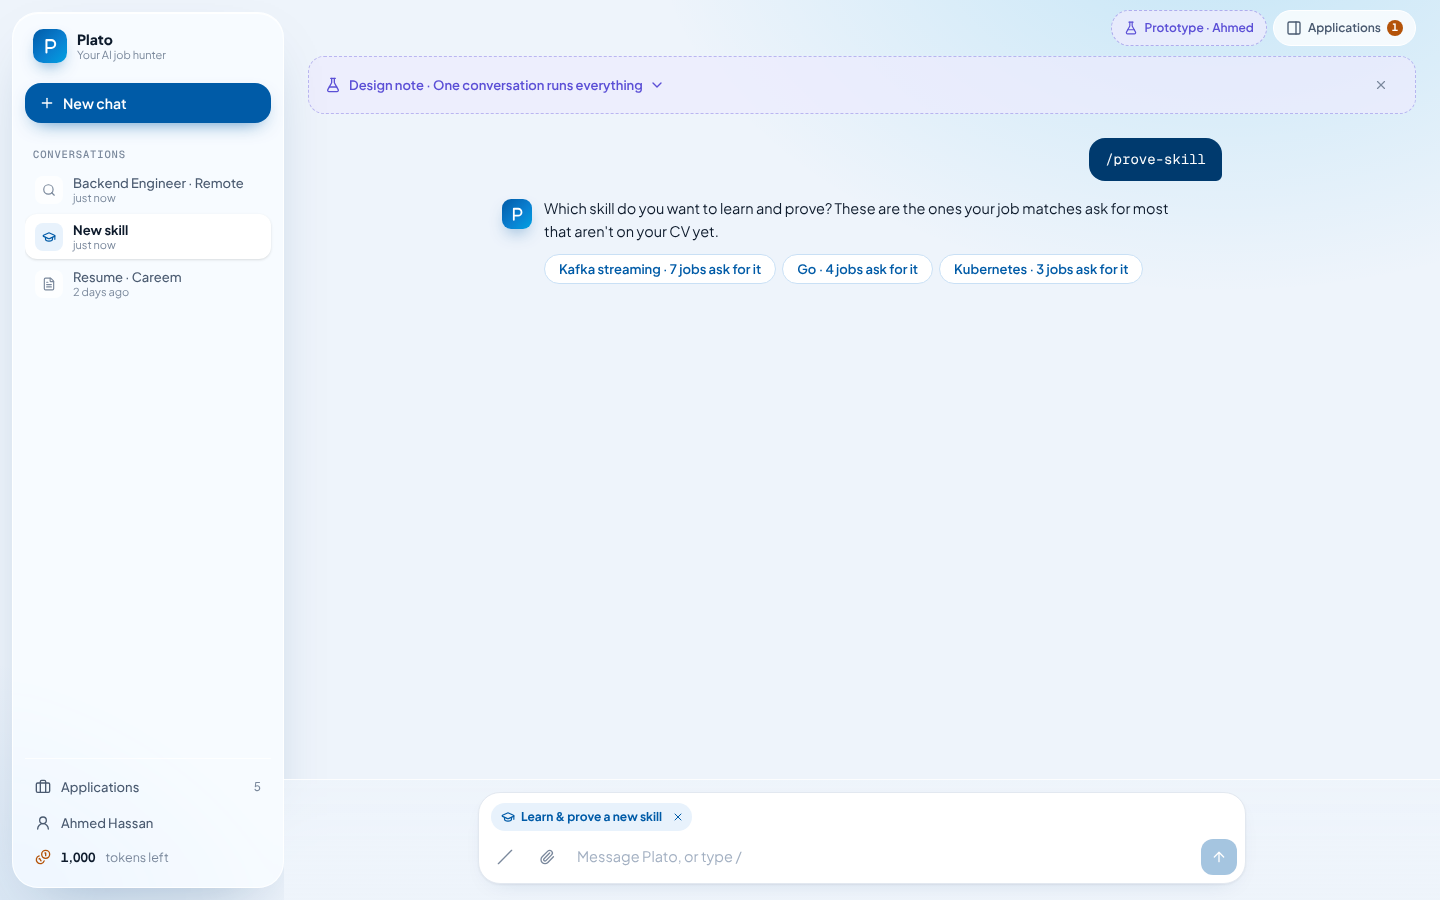 P
Plato
Your AI job hunter
New chat
CONVERSATIONS
Backend Engineer · Remote
just now
New skill
just now
Resume · Careem
2 days ago
Applications 5
Ahmed Hassan
1,000 tokens left
Prototype · Ahmed
Applications 1
Design note · One conversation runs everything
/prove-skill
P
Which skill do you want to learn and prove? These are the ones your job matches ask for most
that aren't on your CV yet.
Kafka streaming · 7 jobs ask for it
Go · 4 jobs ask for it
Kubernetes · 3 jobs ask for it
Learn & prove a new skill
Message Plato, or type /